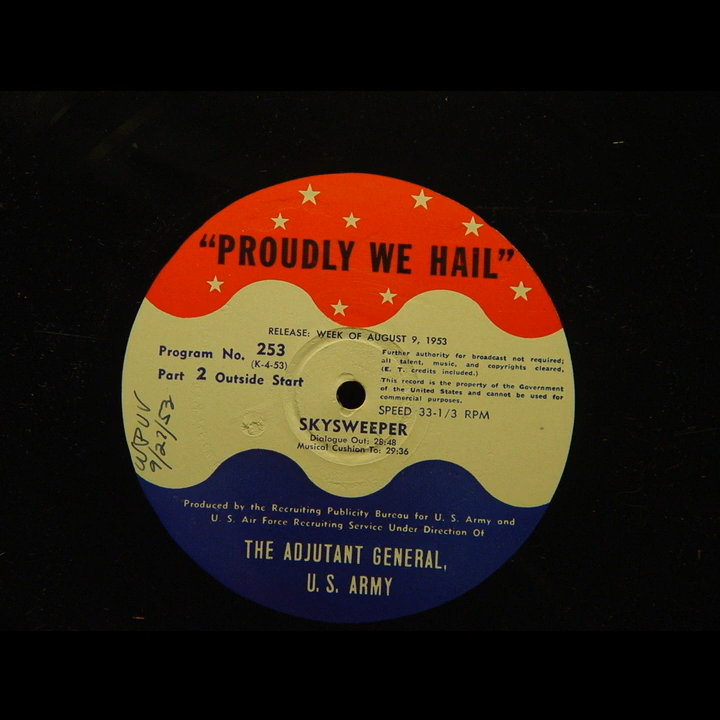 “PROUDLY WE HAIL”
RELEASE: WEEK OF AUGUST 9, 1953
Program No. 253
(K-4-53)
Part 2 Outside Start
Further authority for broadcast not required;
all talent, music, and copyrights cleared.
(E. T. credits included.)
This record is the property of the Government
of the United States and cannot be used for
commercial purposes.
SPEED 33-1/3 RPM
SKYSWEEPER
Dialogue Out: 28:48
Musical Cushion To: 29:36
WPUV
9/27/53
Produced by the Recruiting Publicity Bureau for U. S. Army and
U. S. Air Force Recruiting Service Under Direction Of
THE ADJUTANT GENERAL,
U. S. ARMY